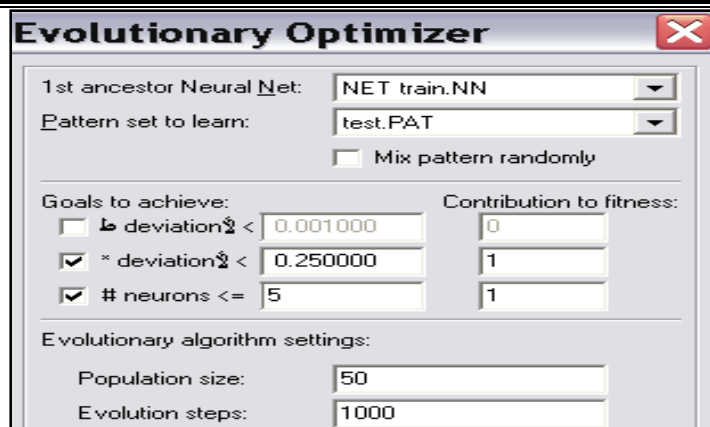 Evolutionary Optimizer
1st ancestor Neural Net: NET train.NN
Pattern set to learn: test.PAT
Mix pattern randomly
Goals to achieve: Contribution to fitness:
deviation < 0.001000 0
* deviation < 0.250000 1
# neurons <= 5 1
Evolutionary algorithm settings:
Population size: 50
Evolution steps: 1000